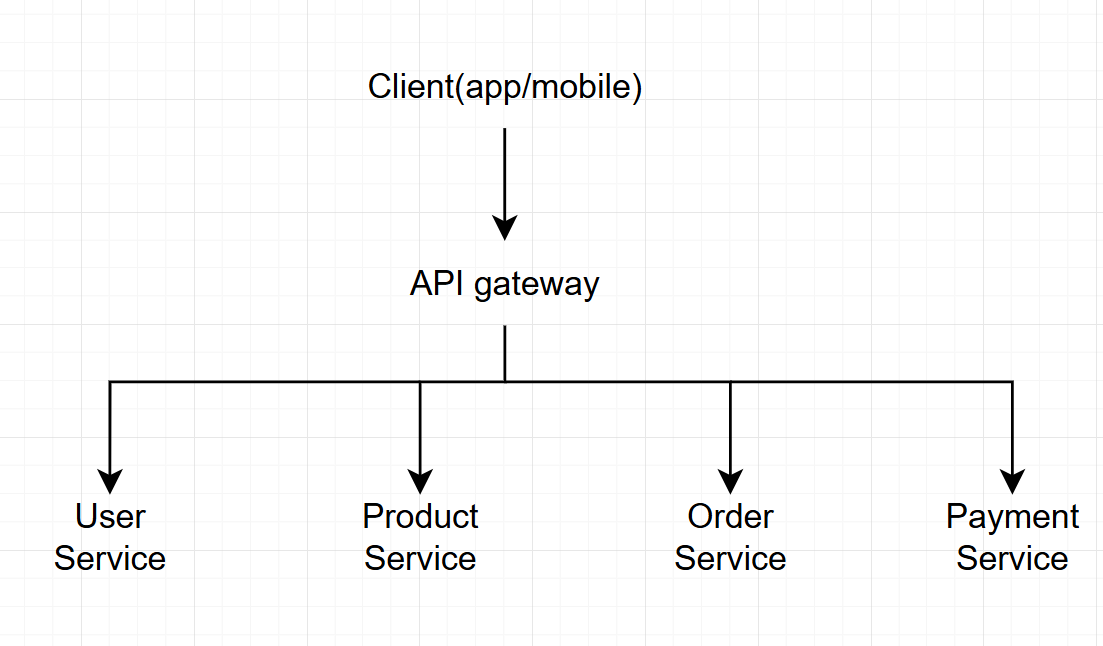 Client(app/mobile)
API gateway
User
Service
Product
Service
Order
Service
Payment
Service